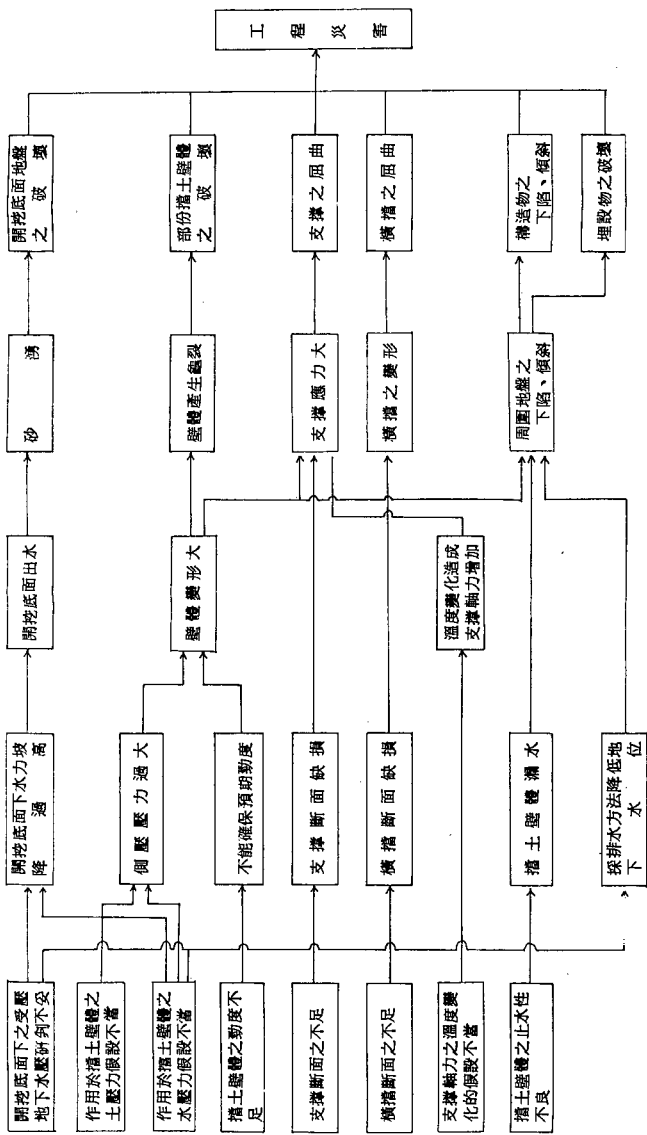 工程災害
開挖底面地盤
之破壞
部份擋土壁體
之破壞
支撐之屈曲
橫擋之屈曲
構造物之
下陷、傾斜
埋設物之破壞
砂湧
壁體產生龜裂
支撐應力大
橫擋之變形
周圍地盤之
下陷、傾斜
開挖底面出水
壁體變形大
溫度變化造成
支撐軸力增加
開挖底面下水力坡
降過高
側壓壓力過大
不能確保預期勁度
支撐斷面缺損
橫擋斷面缺損
擋土壁體漏水
採排水方法降低地
下水位
開挖底面下之受壓
地下水壓研判不妥
作用於擋土壁體之
土壓力假設不當
作用於擋土壁體之
水壓力假設不當
擋土壁體之勁度不
足
支撐斷面之不足
橫擋斷面之不足
支撐軸力之溫度變
化的假設不當
擋土壁體之止水性
不良